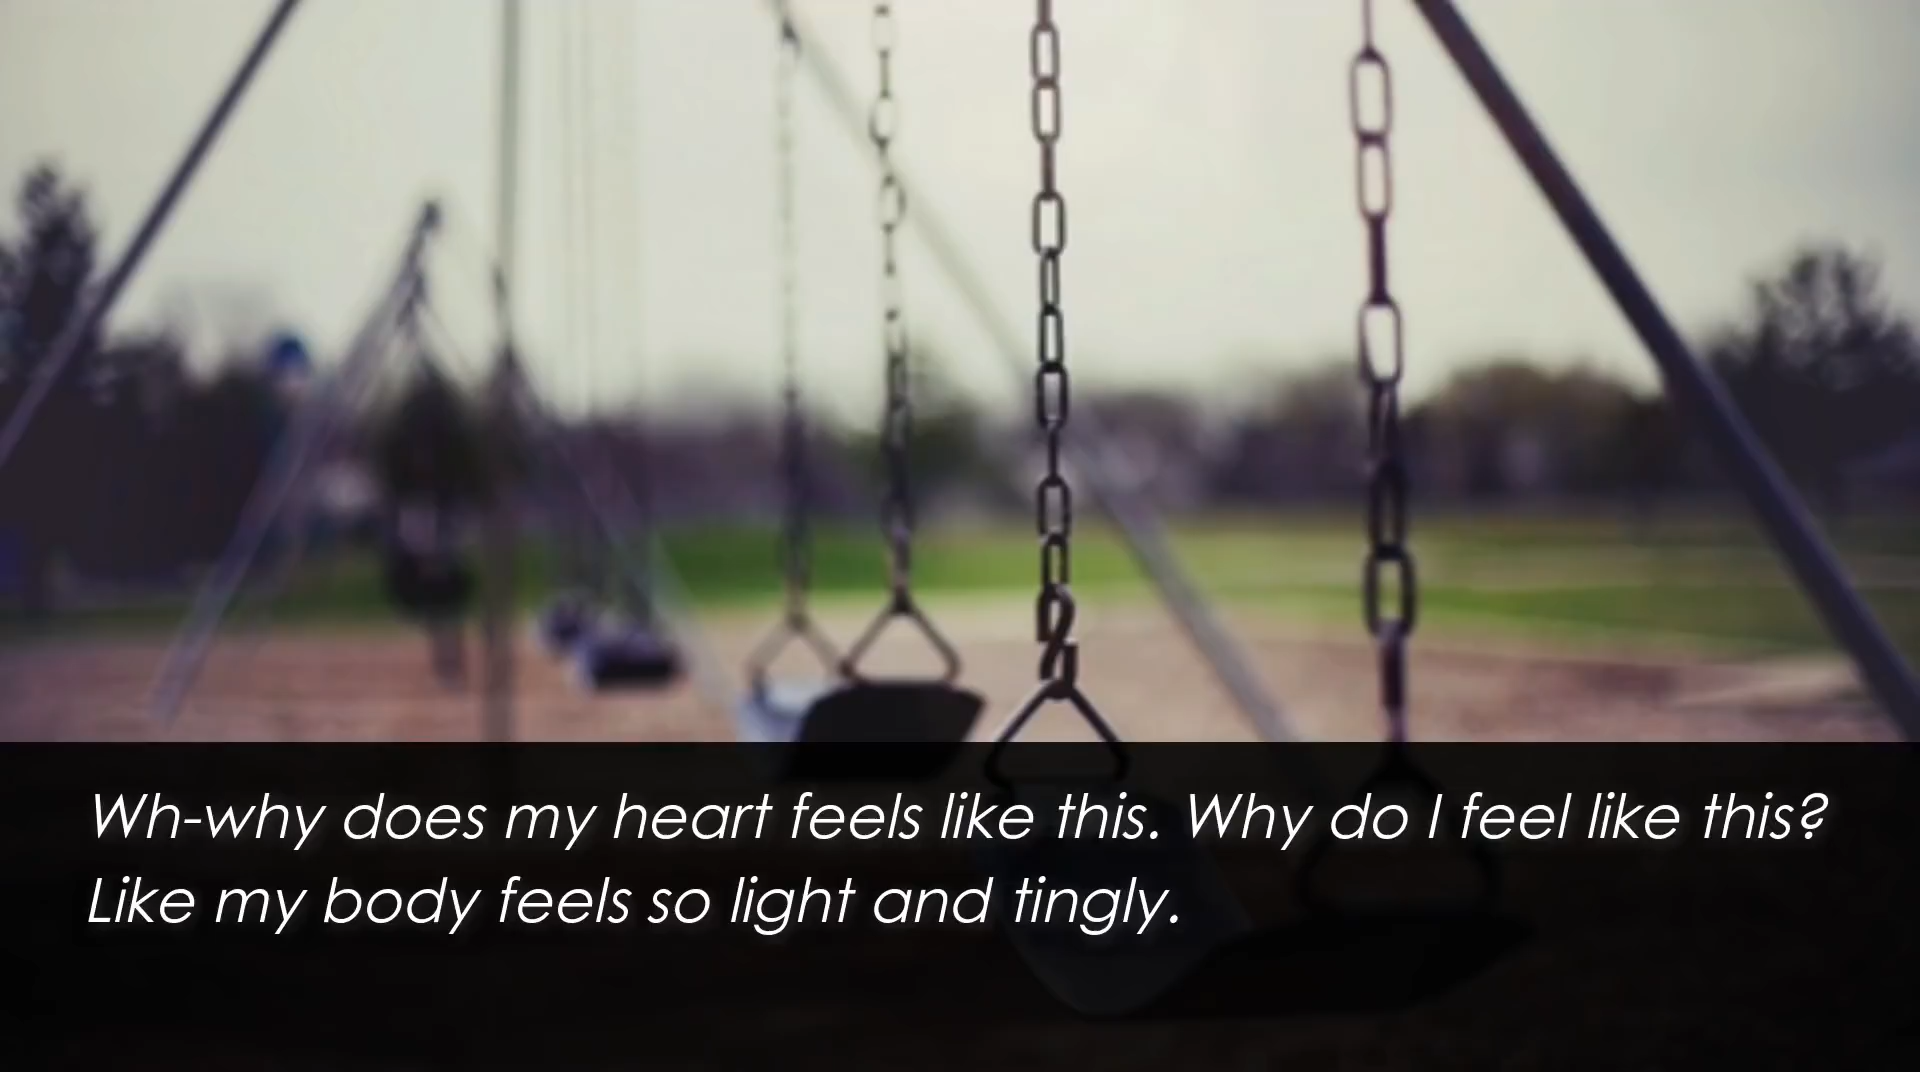 Wh-why does my heart feels like this. Why do I feel like this?
Like my body feels so light and tingly.